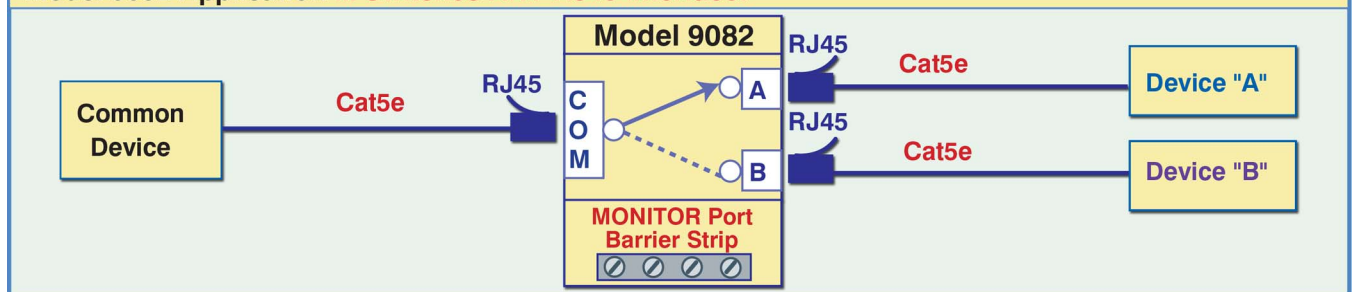 Model 9082
Common
Device
Cat5e
RJ45
C
O
M
A
B
RJ45
Cat5e
Device "A"
RJ45
Cat5e
Device "B"
MONITOR Port
Barrier Strip